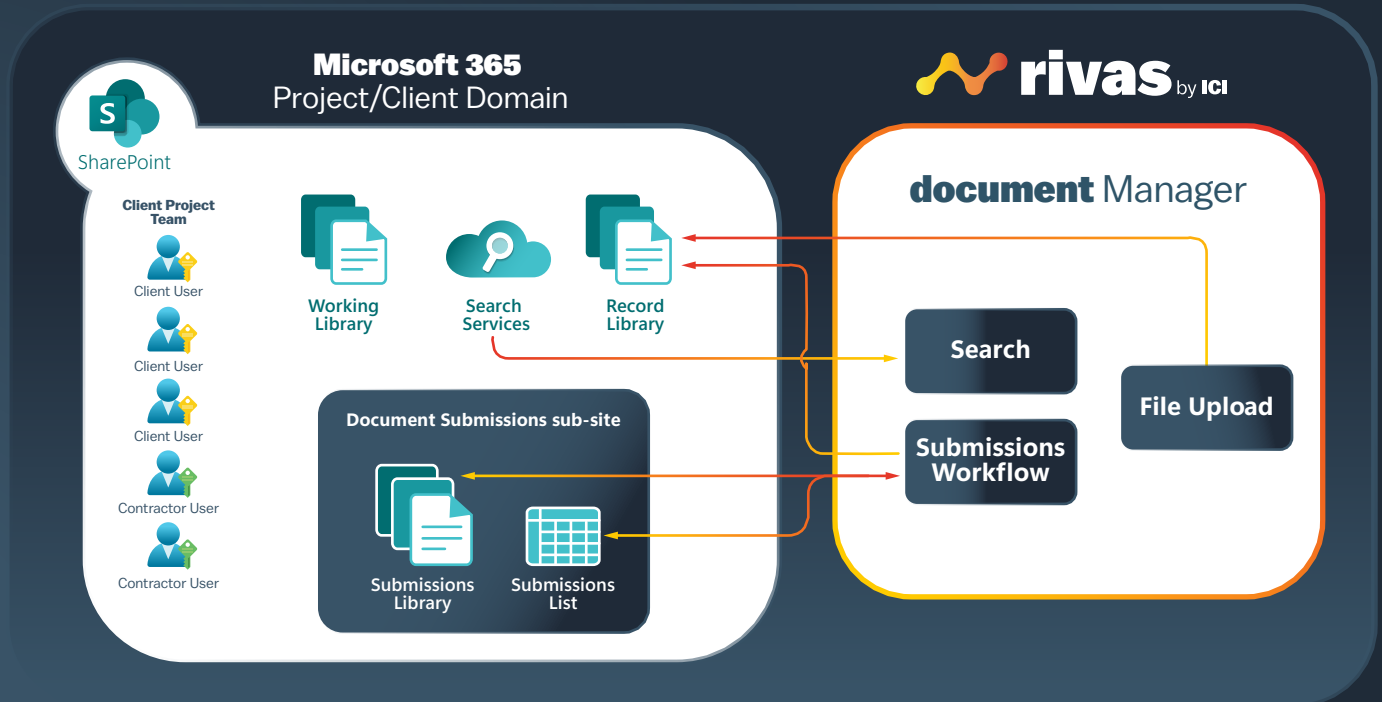 Microsoft 365
Project/Client Domain
rivas by ICI
S
SharePoint
Client Project
Team
Client User
Client User
Client User
Contractor User
Contractor User
Working
Library
Search
Services
Record
Library
Document Submissions sub-site
Submissions
Library
Submissions
List
document Manager
Search
Submissions
Workflow
File Upload